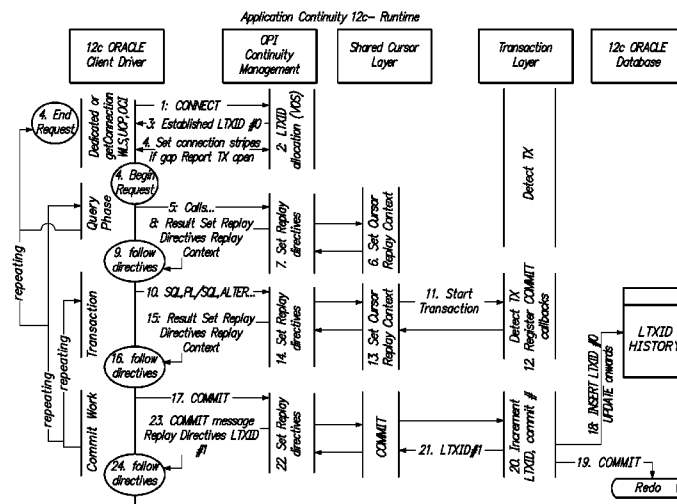 Application Continuity 12c- Runtime
12c ORACLE
Client Driver
OPI
Continuity
Management
Shared Cursor
Layer
Transaction
Layer
12c ORACLE
Database
4. End
Request
Dedicated or
getConnection
WLS,UCP,OCI
1: CONNECT
3: Established LTXID #0
4. Set connection stripes
if gap Report TX open
2: LTXID
allocation (VOS)
Detect TX
4. Begin
Request
Query
Phase
5: Calls...
8: Result Set Replay
Directives Replay
Context
7. Set Replay
directives
6. Set Cursor
Replay Context
9. follow
directives
repeating
Transaction
10. SQL,PL/SQL,ALTER...
15: Result Set Replay
Directives Replay
Context
14. Set Replay
directives
13. Set Cursor
Replay Context
11. Start
Transaction
Detect TX
12. Register COMMIT
callbacks
LTXID
HISTORY
16. follow
directives
repeating
repeating
Commit Work
17. COMMIT
23. COMMIT message
Replay Directives LTXID
#1
22. Set Replay
directives
COMMIT
21. LTXID#1
20. Increment
LTXID, commit #
18: INSERT LTXID #0
UPDATE onwards
19. COMMIT
24. follow
directives
Redo